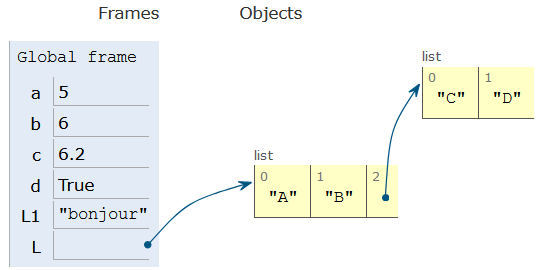 Frames Objects
Global frame
a 5
b 6
c 6.2
d True
L1 "bonjour"
L
list
0 1 2
"A" "B"
list
0 1
"C" "D"